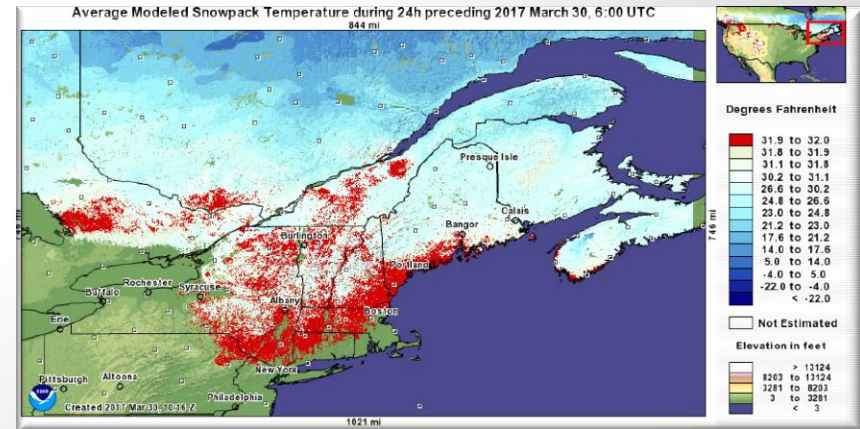 Average Modeled Snowpack Temperature during 24h preceding 2017 March 30, 6:00 UTC
844 mi
Degrees Fahrenheit
31.9 to 32.0
31.8 to 31.9
31.1 to 31.8
30.2 to 31.1
26.6 to 30.2
24.8 to 26.6
23.0 to 24.8
21.2 to 23.0
17.6 to 21.2
14.0 to 17.6
5.0 to 14.0
-4.0 to 5.0
-22.0 to -4.0
< -22.0
Not Estimated
Elevation in feet
> 13124
8203 to 13124
3281 to 8203
3 to 3281
< 3
746 mi
746 mi
Presque Isle
Calais
Bangor
Burlington
Portland
Rochester
Syracuse
Buffalo
Albany
Boston
Erie
New York
Pittsburgh
Altoona
Philadelphia
Created 2017 Mar 30, 10:16 Z
1021 mi